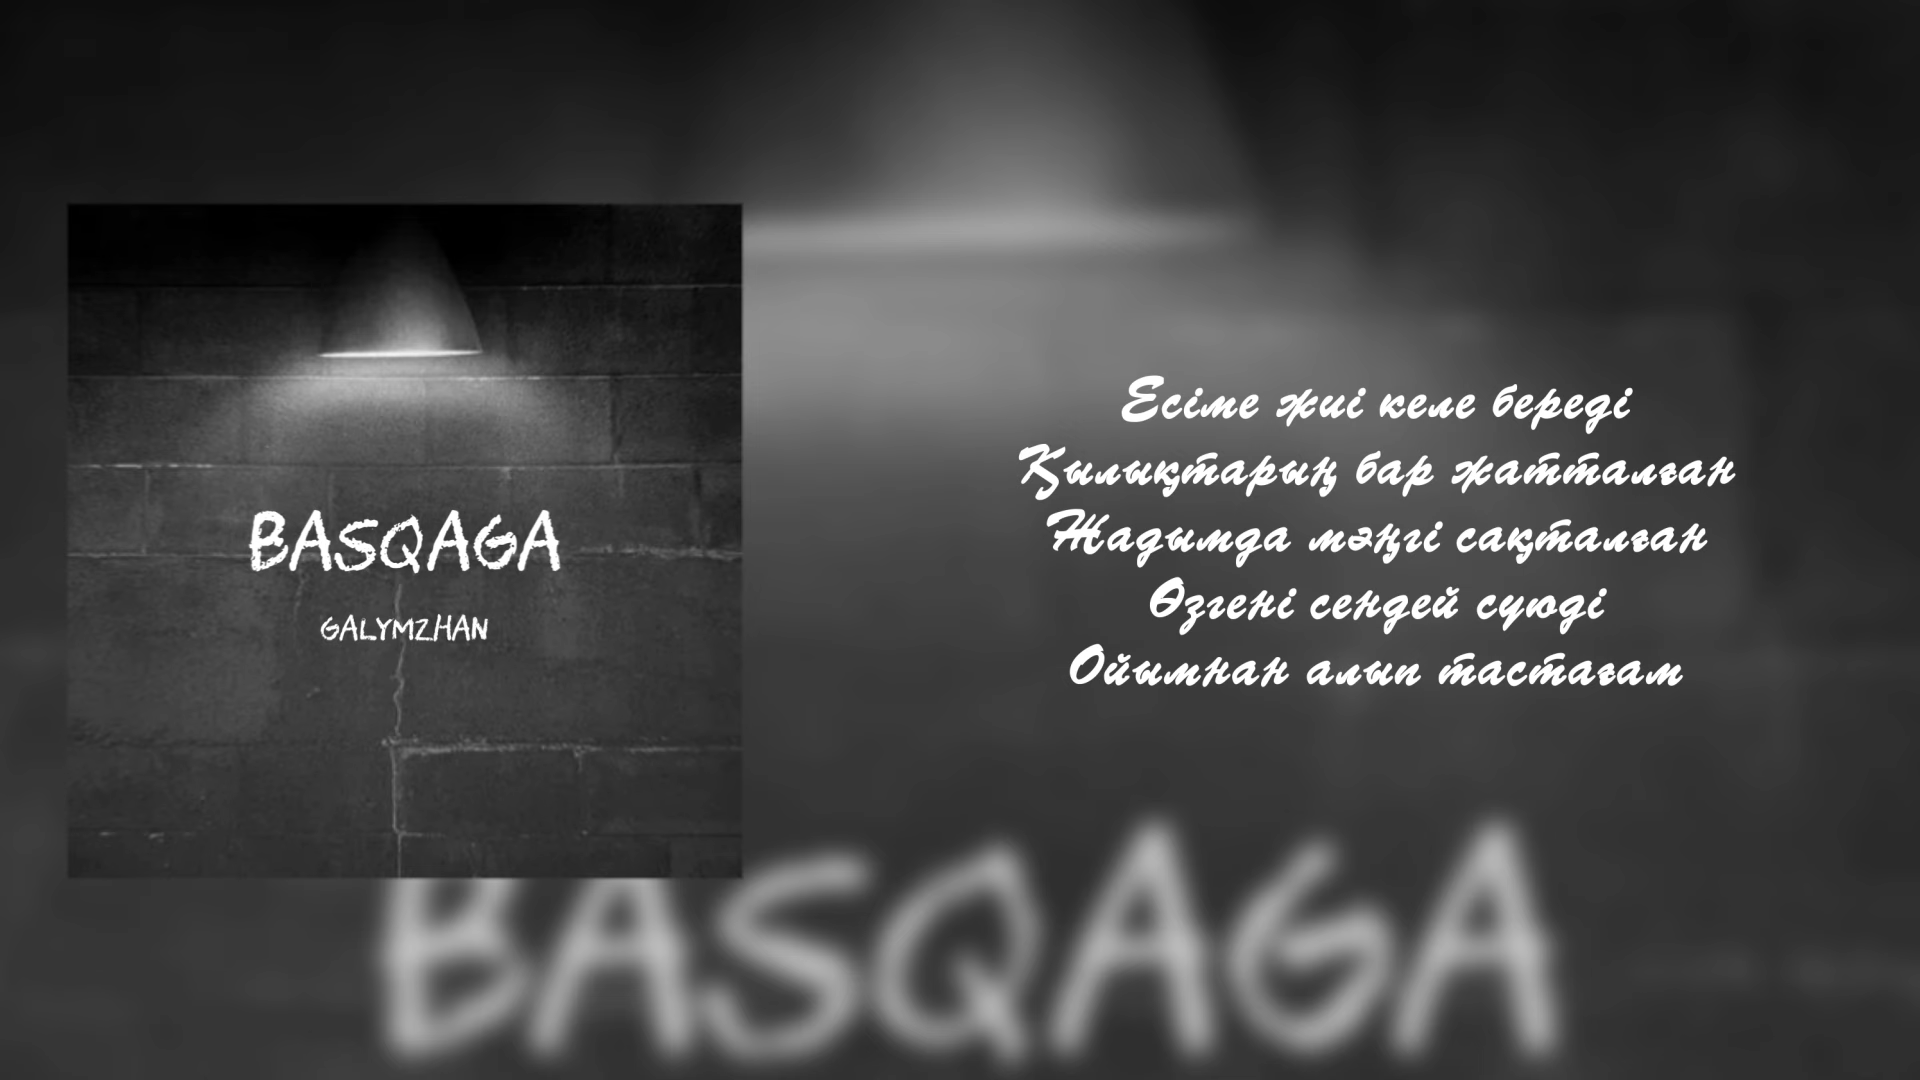 BASQAGA
GALYMZHAN
Есіме жиі келе береді
Қылықтарың бар жатталған
Жадымда мәңгі сақталған
Өзгені сендей сүюді
Ойымнан алып тастағам
BASQAGA